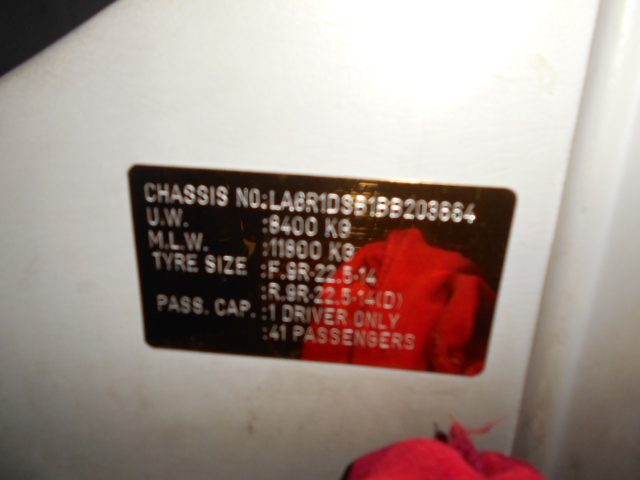 CHASSIS NO:LA6R1DSB1BB203664
U.W. :8400 KG
M.L.W. :11800 KG
TYRE SIZE :F.9R-22.5-14
:R.9R-22.5-14(D)
PASS. CAP. :1 DRIVER ONLY
:41 PASSENGERS